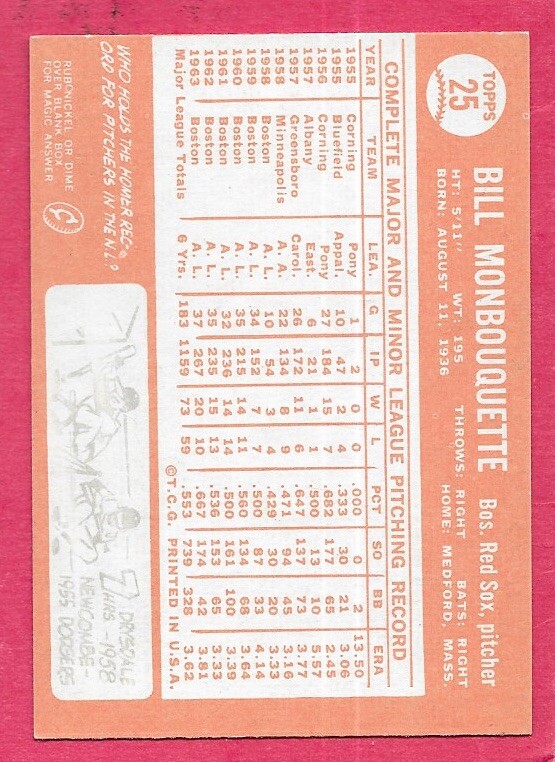 TOPPS
25
BILL MONBOUQUETTE Bos. Red Sox, pitcher
HT: 5'11" WT: 195 THROWS: RIGHT BATS: RIGHT
BORN: AUGUST 11, 1936 HOME: MEDFORD, MASS.
COMPLETE MAJOR AND MINOR LEAGUE PITCHING RECORD
YEAR TEAM LEA. G IP W L PCT SO BB ERA
1955 Corning Pony 1 2 0 0 .000 0 2 13.50
1955 Bluefield Appal. 10 47 2 4 .333 30 21 3.06
1956 Corning Pony 27 184 15 7 .682 177 65 2.45
1957 Albany East. 6 21 1 1 .500 13 10 5.57
1957 Greensboro Carol. 26 172 11 6 .647 137 73 3.77
1958 Minneapolis A. A. 22 134 8 9 .471 94 45 3.16
1958 Boston A. L. 10 54 3 4 .429 30 20 3.33
1959 Boston A. L. 34 152 7 7 .500 87 33 4.14
1960 Boston A. L. 35 215 14 11 .560 134 68 3.64
1961 Boston A. L. 32 236 14 14 .500 161 100 3.39
1962 Boston A. L. 35 235 15 13 .536 153 65 3.33
1963 Boston A. L. 37 267 20 10 .667 174 42 3.81
Major League Totals 6 Yrs. 183 1159 73 59 .553 739 328 3.62
©T.C.G. PRINTED IN U.S.A.
WHO HOLDS THE HOMER REC-
ORD FOR PITCHERS IN THE N.L.?
RUB NICKEL OR DIME
OVER BLANK BOX
FOR MAGIC ANSWER
DRYSDALE
7 HRS.-1958
NEWCOMBE-
1955 DODGERS